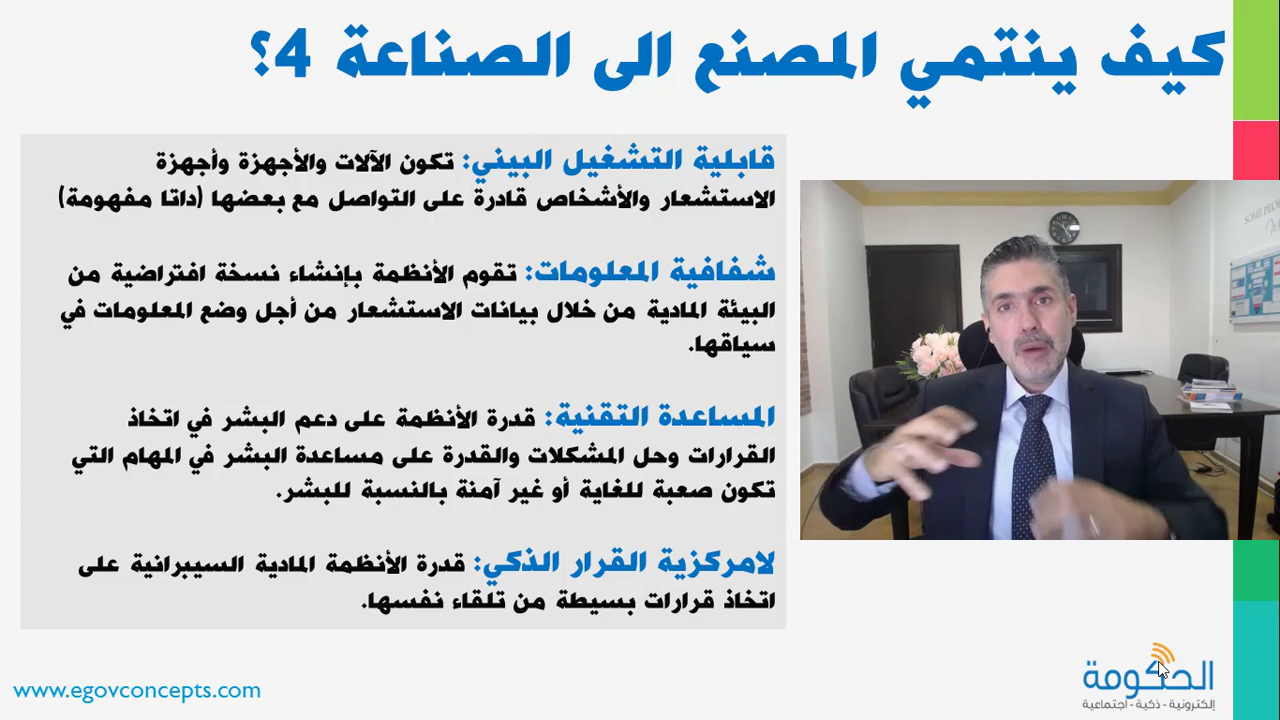 كيف ينتمي المصنع الى الصناعة 4؟
قابلية التشغيل البيني: تكون الآلات والأجهزة وأجهزة
الاستشعار والأشخاص قادرة على التواصل مع بعضها (داتا مفهومة)
شفافية المعلومات: تقوم الأنظمة بإنشاء نسخة افتراضية من
البيئة المادية من خلال بيانات الاستشعار من أجل وضع المعلومات في
سياقها.
المساعدة التقنية: قدرة الأنظمة على دعم البشر في اتخاذ
القرارات وحل المشكلات والقدرة على مساعدة البشر في المهام التي
تكون صعبة للغاية أو غير آمنة بالنسبة للبشر.
لامركزية القرار الذكي: قدرة الأنظمة المادية السيبرانية على
اتخاذ قرارات بسيطة من تلقاء نفسها.
SOME PEOPLE
www.egovconcepts.com
الحكومة
إلكترونية - ذكية - اجتماعية